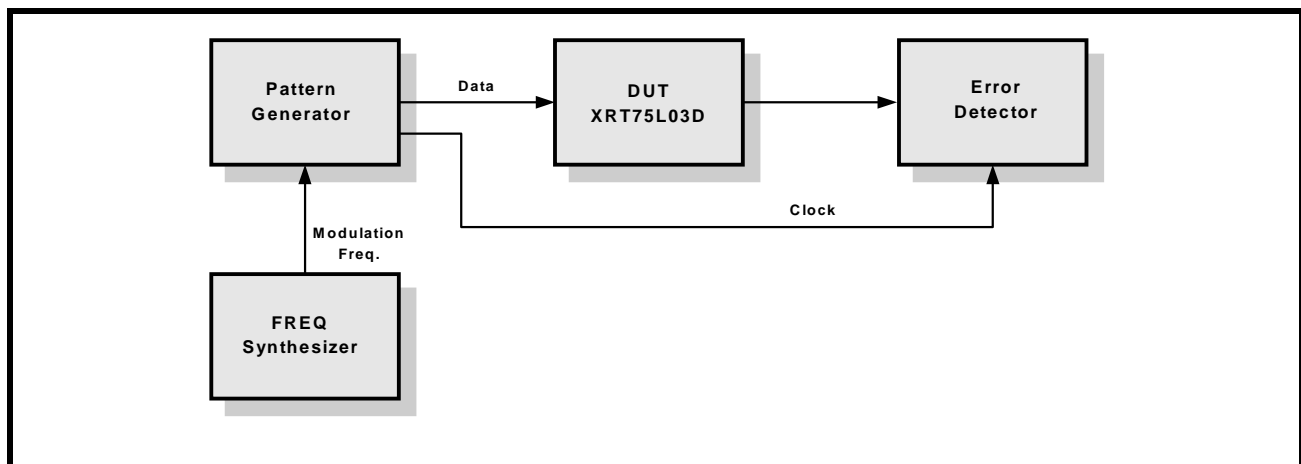 Pattern
Generator
Data
DUT
XRT75L03D
Error
Detector
Clock
Modulation
Freq.
FREQ
Synthesizer